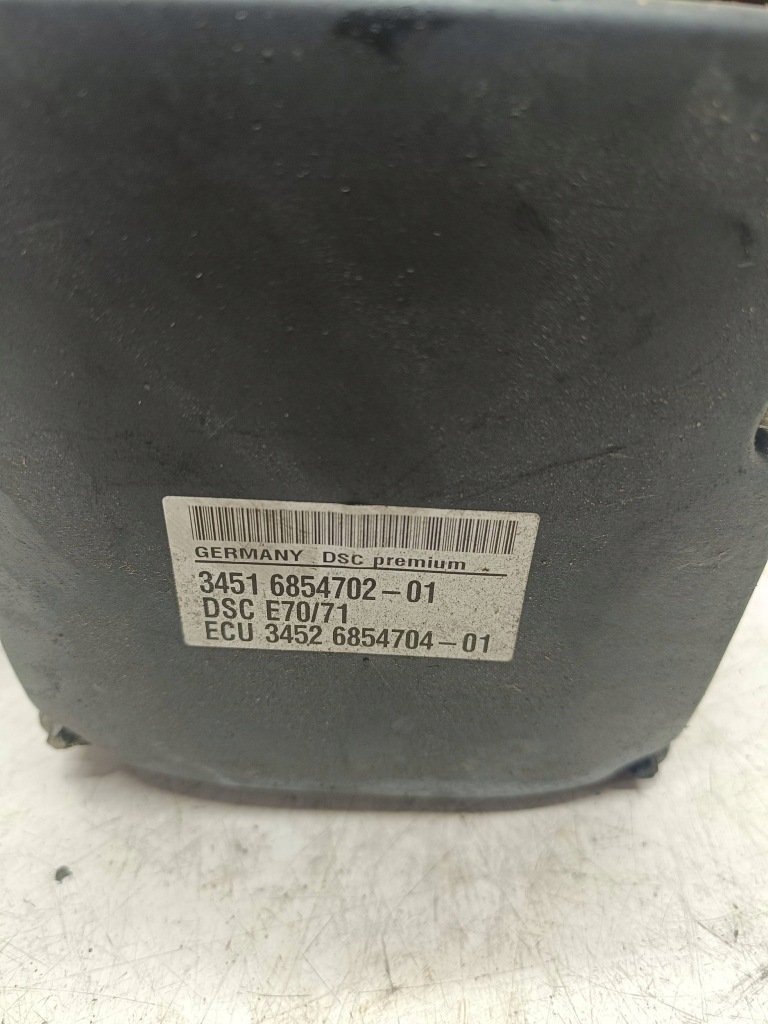 GERMANY DSC premium
3451 6854702-01
DSC E70/71
ECU 3452 6854704-01